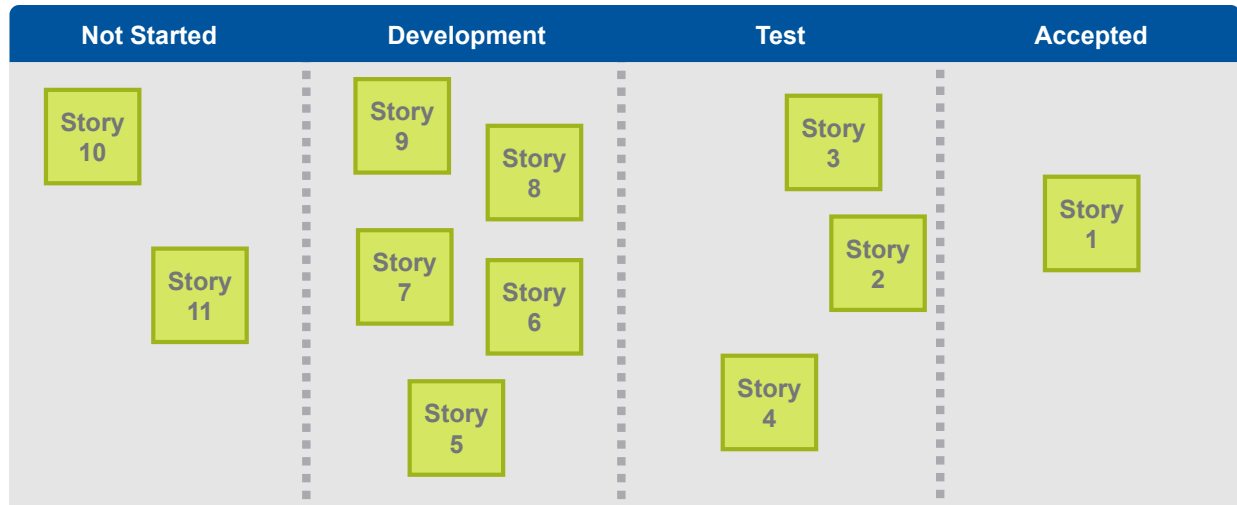 Not Started
Development
Test
Accepted
Story
10
Story
11
Story
9
Story
8
Story
7
Story
6
Story
5
Story
3
Story
2
Story
4
Story
1